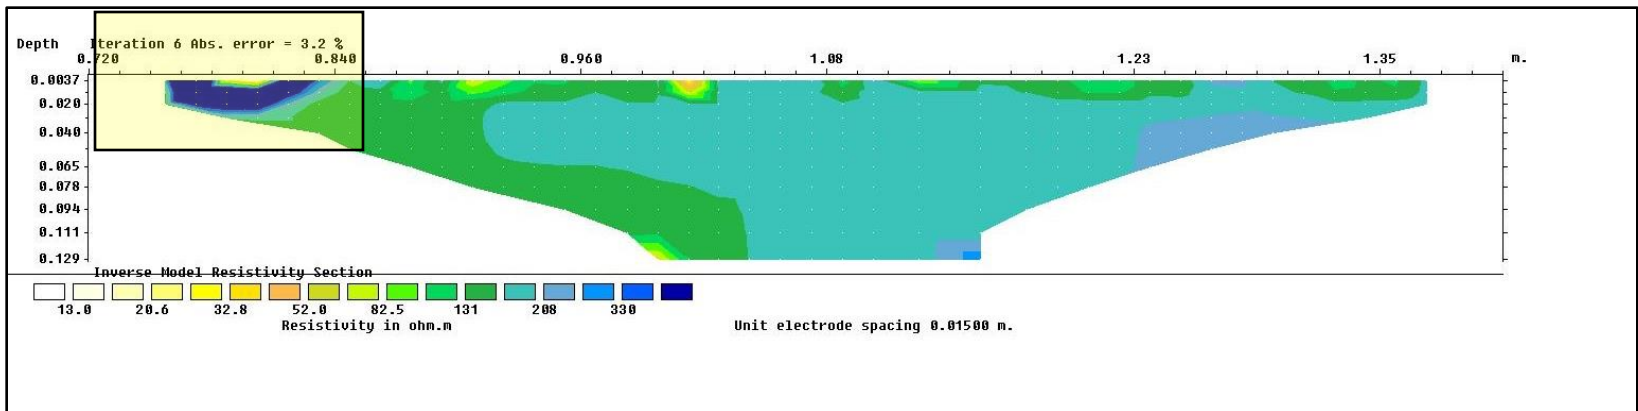 Depth Iteration 6 Abs. error = 3.2 %
0.720 0.840 0.960 1.08 1.23 1.35 m.
0.0037
0.020
0.040
0.065
0.078
0.094
0.111
0.129
Inverse Model Resistivity Section
13.0 20.6 32.8 52.0 82.5 131 208 330
Resistivity in ohm.m Unit electrode spacing 0.01500 m.